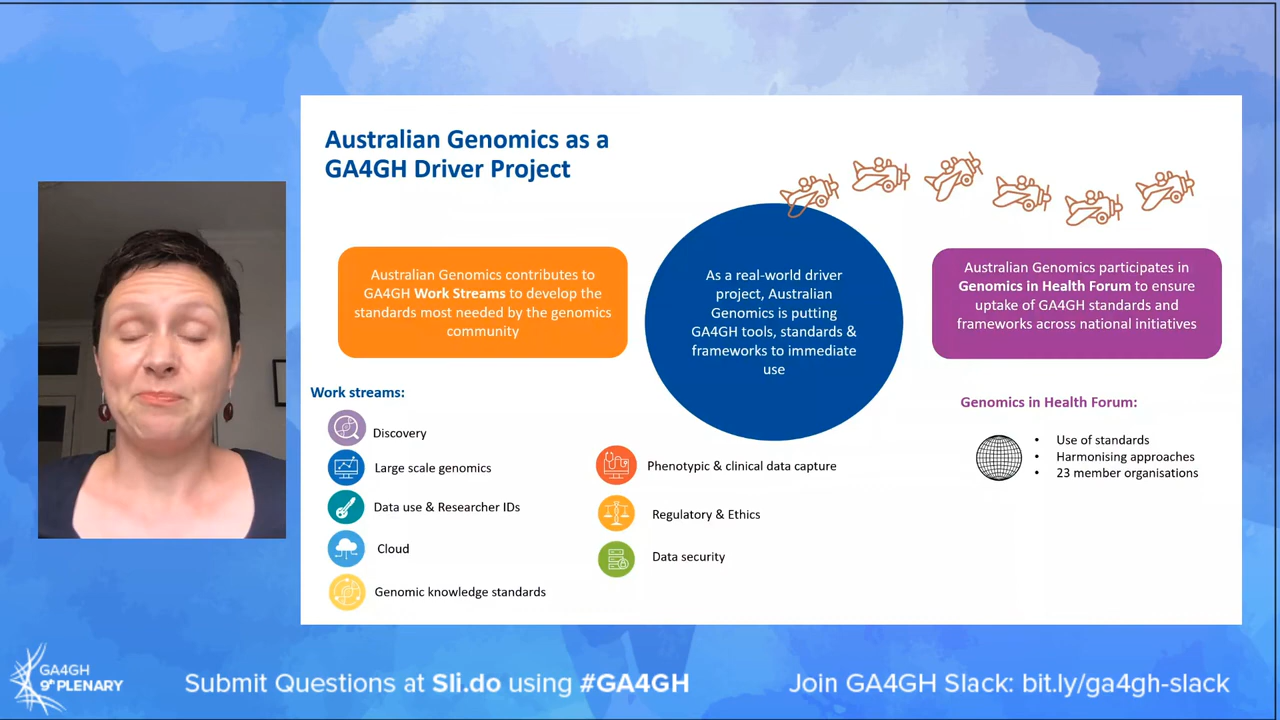 Australian Genomics as a
GA4GH Driver Project
Australian Genomics contributes to
GA4GH Work Streams to develop the
standards most needed by the genomics
community
As a real-world driver
project, Australian
Genomics is putting
GA4GH tools, standards &
frameworks to immediate
use
Australian Genomics participates in
Genomics in Health Forum to ensure
uptake of GA4GH standards and
frameworks across national initiatives
Work streams:
Discovery
Large scale genomics
Data use & Researcher IDs
Cloud
Genomic knowledge standards
Phenotypic & clinical data capture
Regulatory & Ethics
Data security
Genomics in Health Forum:
• Use of standards
• Harmonising approaches
• 23 member organisations
GA4GH
9th PLENARY
Submit Questions at Sli.do using #GA4GH
Join GA4GH Slack: bit.ly/ga4gh-slack